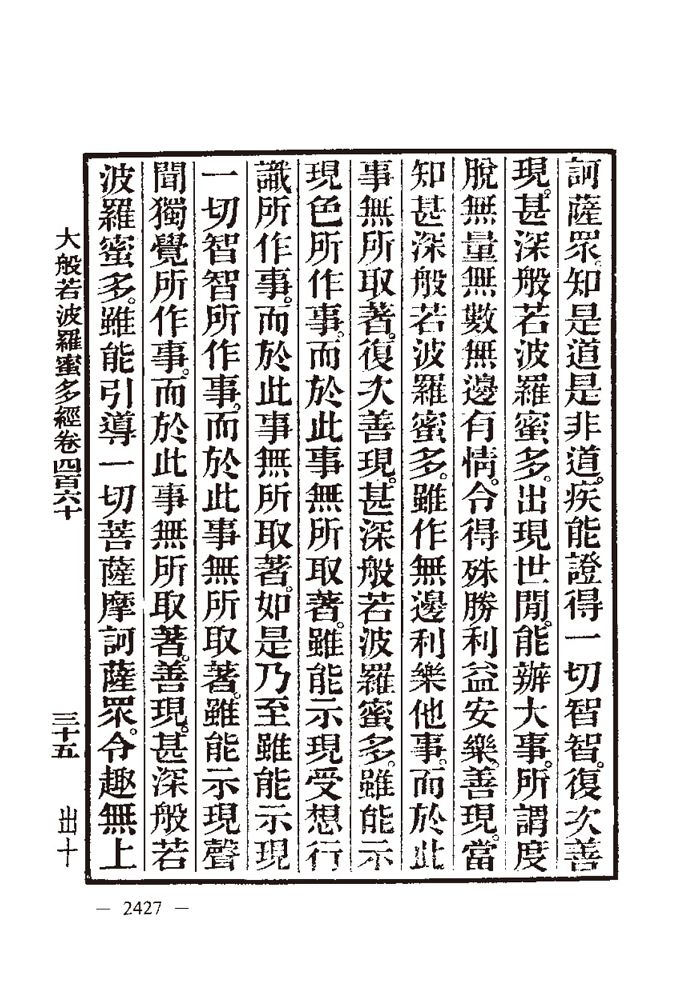 訶薩眾。知是道是非道。疾能證得一切智智。復次善
現。甚深般若波羅蜜多。出現世間。能辦大事。所謂度
脫無量無數無邊有情。令得殊勝利益安樂。善現。當
知甚深般若波羅蜜多。雖作無邊利樂他事。而於此
事無所取著。復次善現。甚深般若波羅蜜多。雖能示
現色所作事。而於此事無所取著。雖能示現受想行
識所作事。而於此事無所取著。如是乃至雖能示現
一切智智所作事。而於此事無所取著。雖能示現聲
聞獨覺所作事。而於此事無所取著。善現。甚深般若
波羅蜜多。雖能引導一切菩薩摩訶薩眾。令趣無上
大般若波羅蜜多經卷四百六十 三十五 出十
— 2427 —